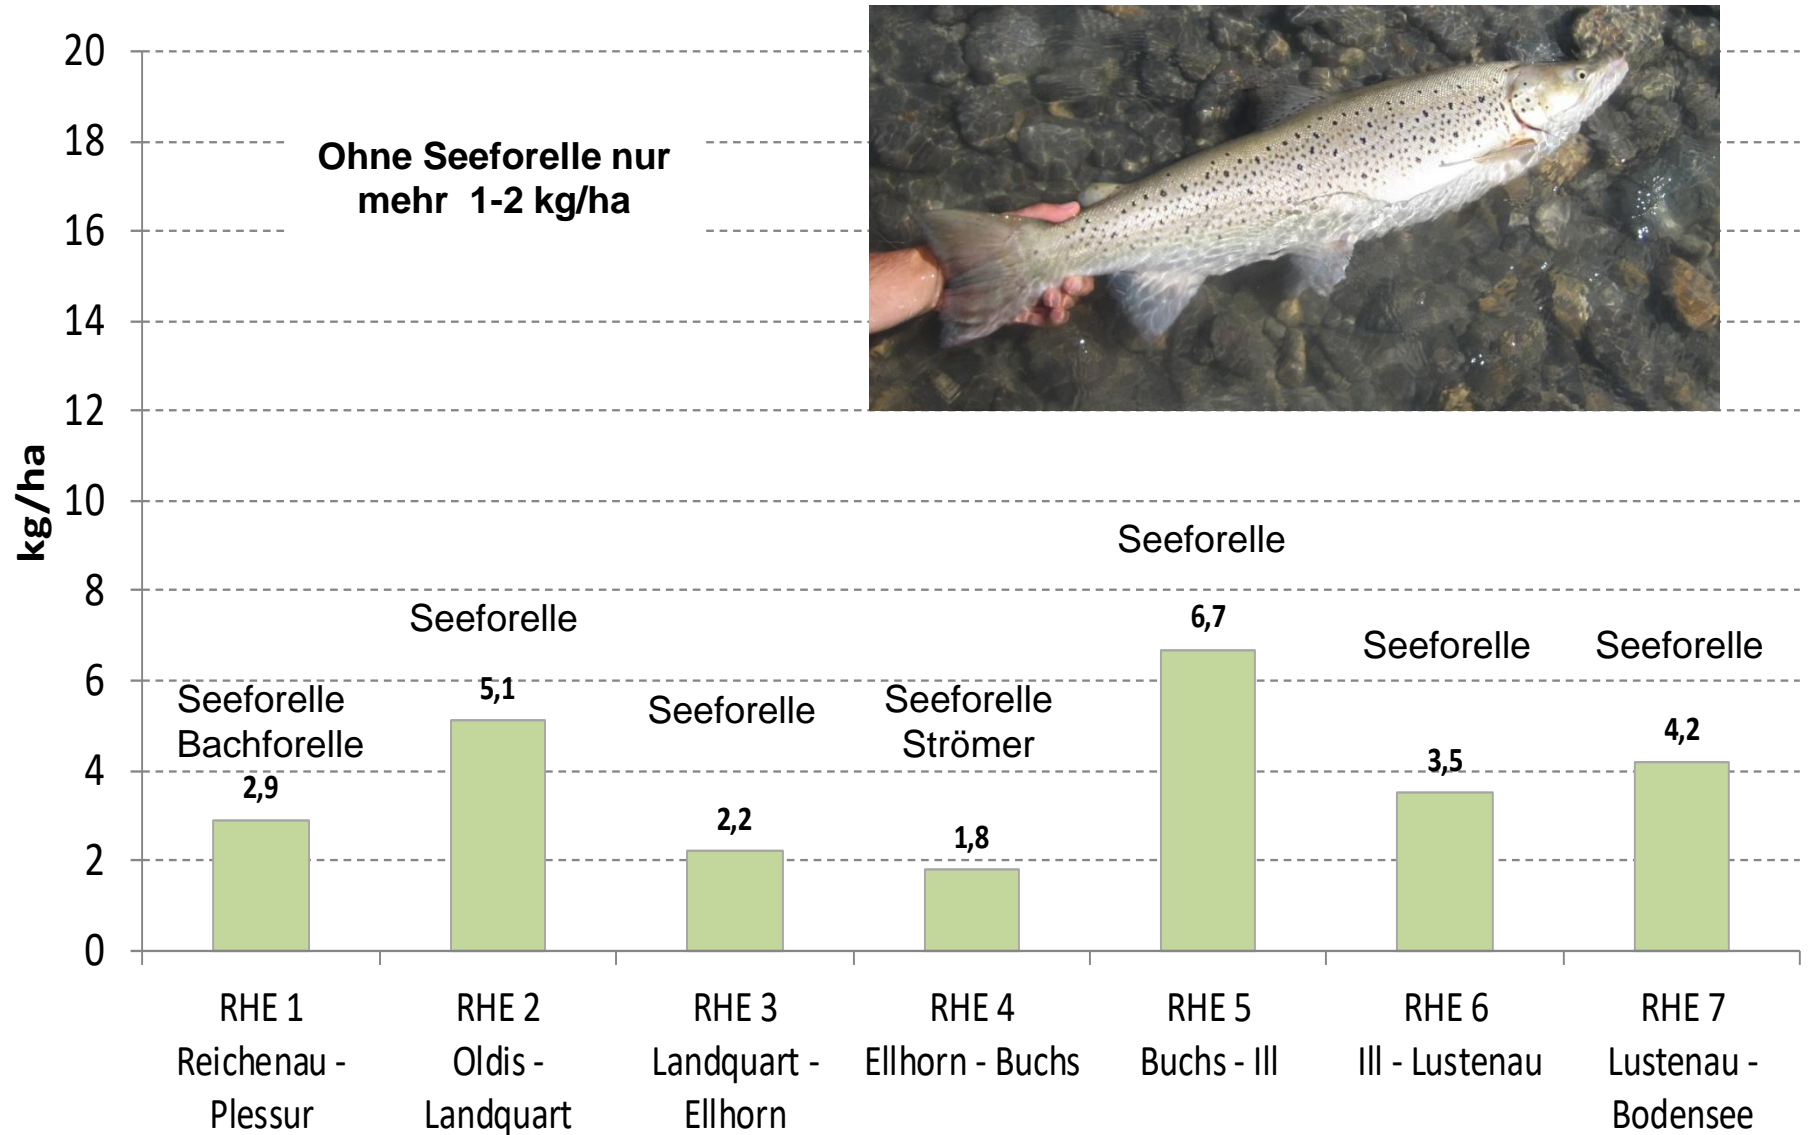 20
18
16
14
12
10
8
6
4
2
0
kg/ha
Ohne Seeforelle nur
mehr 1-2 kg/ha
Seeforelle
Bachforelle
2,9
Seeforelle
5,1
Seeforelle
2,2
Seeforelle
Strömer
1,8
Seeforelle
6,7
Seeforelle
3,5
Seeforelle
4,2
RHE 1
Reichenau -
Plessur
RHE 2
Oldis -
Landquart
RHE 3
Landquart -
Ellhorn
RHE 4
Ellhorn - Buchs
RHE 5
Buchs - Ill
RHE 6
Ill - Lustenau
RHE 7
Lustenau -
Bodensee